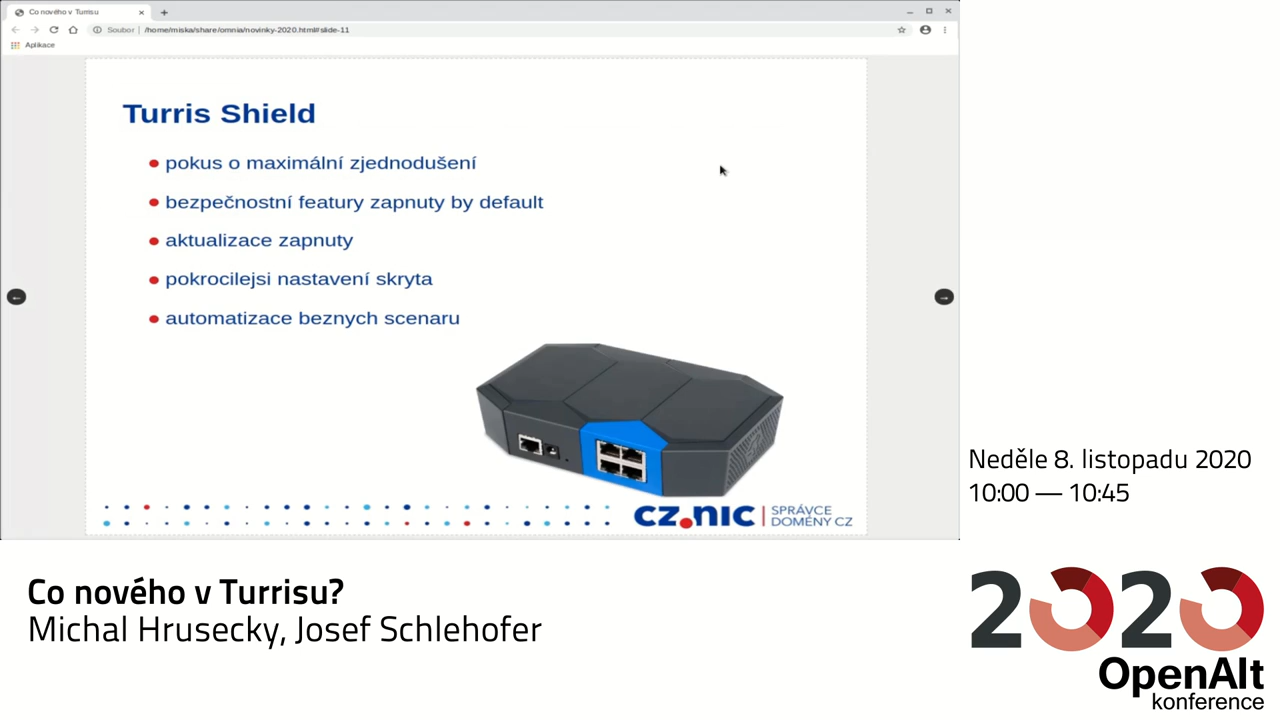 Co nového v Turrisu
Soubor
/home/miska/share/omnia/novinky-2020.html#slide-11
Aplikace
Turris Shield
pokus o maximální zjednodušení
bezpečnostní featury zapnuty by default
aktualizace zapnuty
pokrocilejsi nastavení skryta
automatizace beznych scenaru
cz.nic
SPRÁVCE
DOMÉNY CZ
Neděle 8. listopadu 2020
10:00 — 10:45
Co nového v Turrisu?
Michal Hrusecky, Josef Schlehofer
2020
OpenAlt
konference